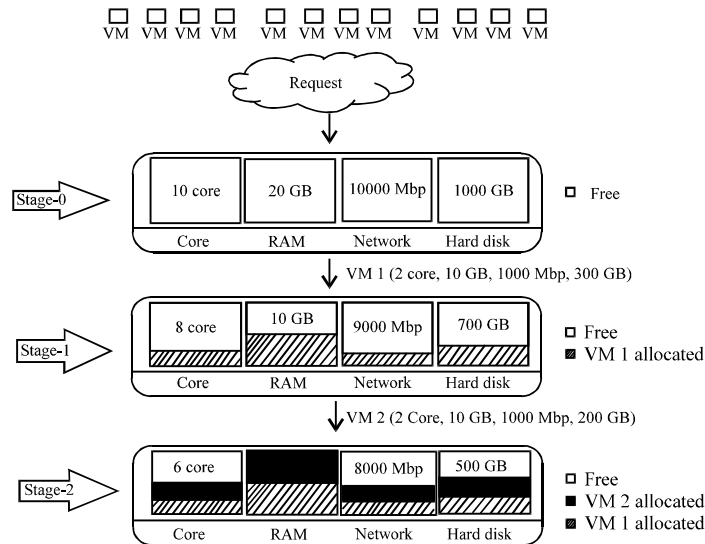 VM VM VM VM VM VM VM VM VM VM VM VM
Request
Stage-0
10 core 20 GB 10000 Mbp 1000 GB
Core RAM Network Hard disk
Free
VM 1 (2 core, 10 GB, 1000 Mbp, 300 GB)
Stage-1
8 core 10 GB 9000 Mbp 700 GB
Core RAM Network Hard disk
Free
VM 1 allocated
VM 2 (2 Core, 10 GB, 1000 Mbp, 200 GB)
Stage-2
6 core 8000 Mbp 500 GB
Core RAM Network Hard disk
Free
VM 2 allocated
VM 1 allocated